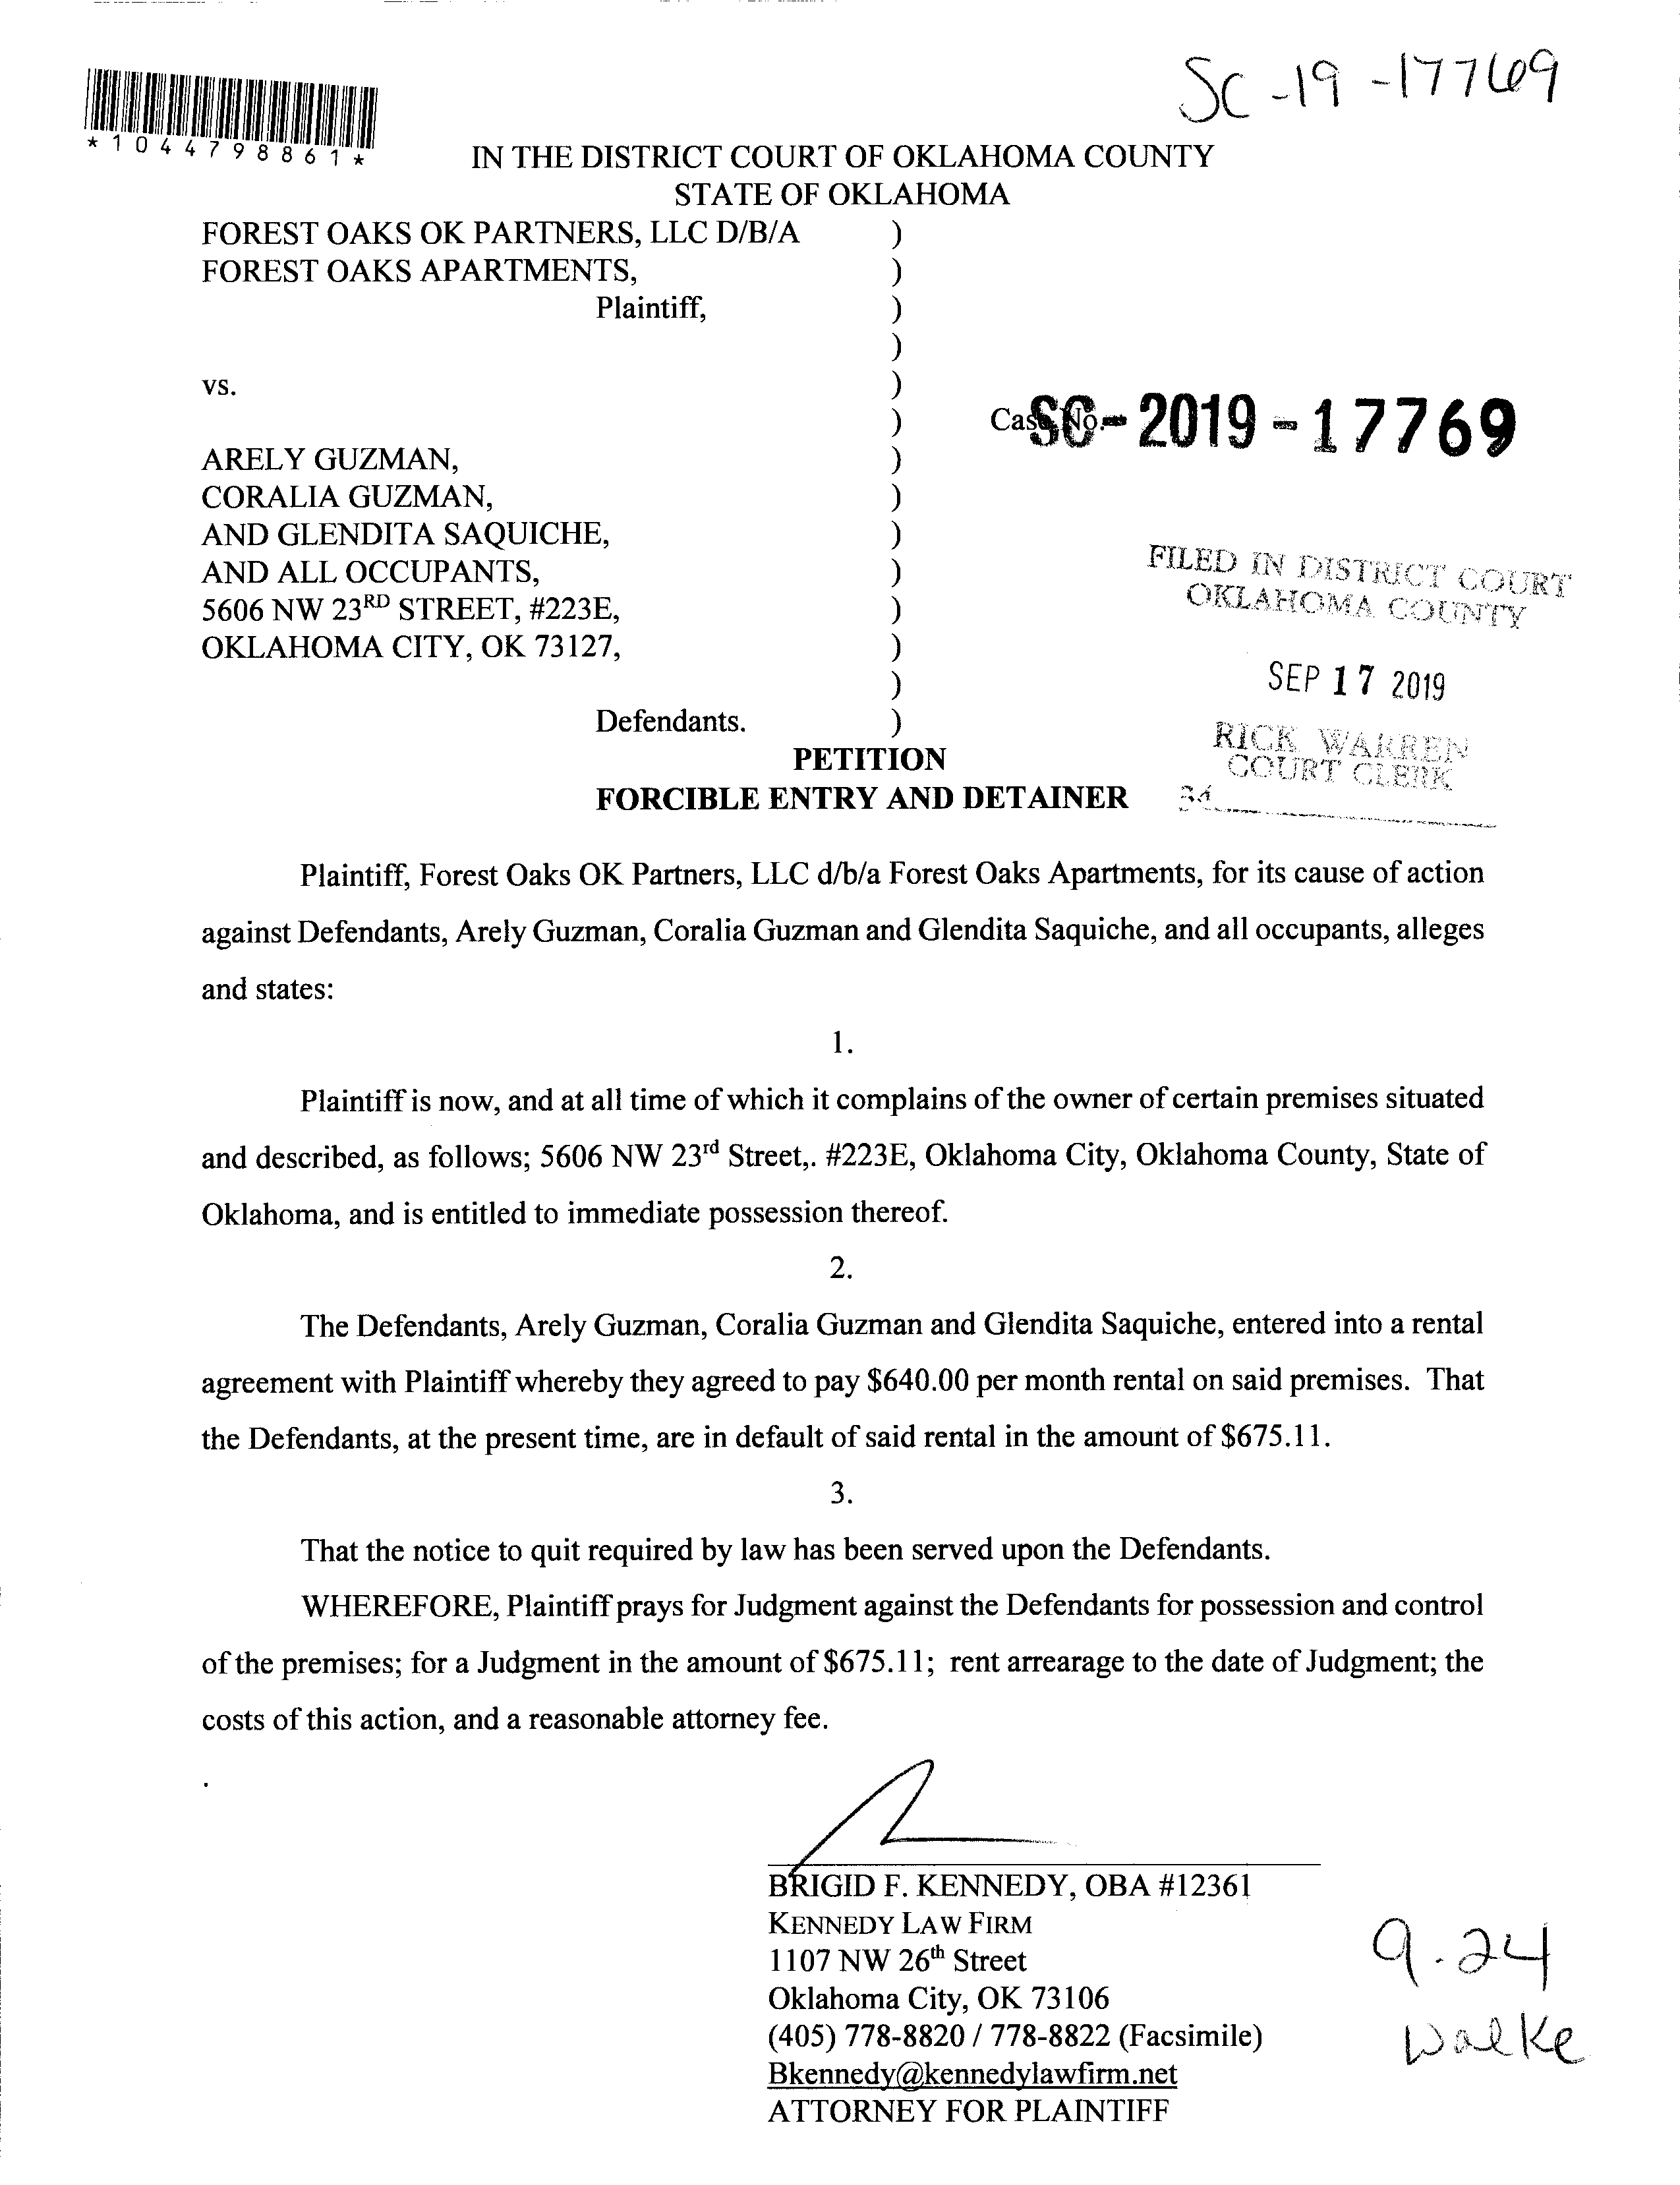 SC-19-17769
*1044798861*
IN THE DISTRICT COURT OF OKLAHOMA COUNTY
STATE OF OKLAHOMA
FOREST OAKS OK PARTNERS, LLC D/B/A )
FOREST OAKS APARTMENTS, )
Plaintiff, )
)
vs. )
) Case No. SC-2019-17769
ARELY GUZMAN, )
CORALIA GUZMAN, )
AND GLENDITA SAQUICHE, )
AND ALL OCCUPANTS, )
5606 NW 23RD STREET, #223E, )
OKLAHOMA CITY, OK 73127, )
)
Defendants. )
FILED IN DISTRICT COURT
OKLAHOMA COUNTY
SEP 17 2019
RICK WARREN
COURT CLERK
34
PETITION
FORCIBLE ENTRY AND DETAINER
Plaintiff, Forest Oaks OK Partners, LLC d/b/a Forest Oaks Apartments, for its cause of action
against Defendants, Arely Guzman, Coralia Guzman and Glendita Saquiche, and all occupants, alleges
and states:
1.
Plaintiff is now, and at all time of which it complains of the owner of certain premises situated
and described, as follows; 5606 NW 23rd Street,. #223E, Oklahoma City, Oklahoma County, State of
Oklahoma, and is entitled to immediate possession thereof.
2.
The Defendants, Arely Guzman, Coralia Guzman and Glendita Saquiche, entered into a rental
agreement with Plaintiff whereby they agreed to pay $640.00 per month rental on said premises. That
the Defendants, at the present time, are in default of said rental in the amount of $675.11.
3.
That the notice to quit required by law has been served upon the Defendants.
WHEREFORE, Plaintiff prays for Judgment against the Defendants for possession and control
of the premises; for a Judgment in the amount of $675.11; rent arrearage to the date of Judgment; the
costs of this action, and a reasonable attorney fee.
.
BRIGID F. KENNEDY, OBA #12361
KENNEDY LAW FIRM
1107 NW 26th Street
Oklahoma City, OK 73106
(405) 778-8820 / 778-8822 (Facsimile)
Bkennedy@kennedylawfirm.net
ATTORNEY FOR PLAINTIFF
9.24
Walke